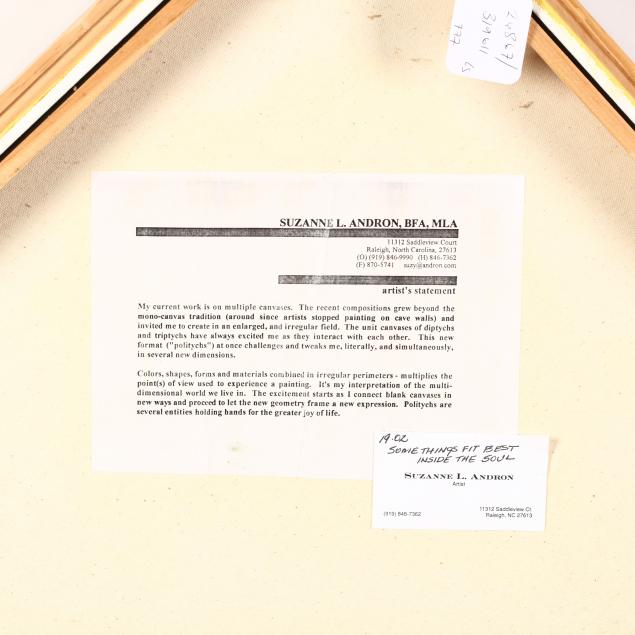 24867/
319611 LS
777
SUZANNE L. ANDRON, BFA, MLA
11312 Saddleview Court
Raleigh, North Carolina, 27613
(O) (919) 846-9990 (H) 846-7362
(F) 870-5741 suzy@andron.com
artist's statement
My current work is on multiple canvases. The recent compositions grew beyond the
mono-canvas tradition (around since artists stopped painting on cave walls) and
invited me to create in an enlarged, and irregular field. The unit canvases of diptychs
and triptychs have always excited me as they interact with each other. This new
format ("politychs") at once challenges and tweaks me, literally, and simultaneously,
in several new dimensions.
Colors, shapes, forms and materials combined in irregular perimeters - multiplies the
point(s) of view used to experience a painting. It's my interpretation of the multi-
dimensional world we live in. The excitement starts as I connect blank canvases in
new ways and proceed to let the new geometry frame a new expression. Politychs are
several entities holding hands for the greater joy of life.
19.02
SOME THINGS FIT BEST
INSIDE THE SOUL
SUZANNE L. ANDRON
Artist
(919) 846-7362
11312 Saddleview Ct.
Raleigh, NC 27613